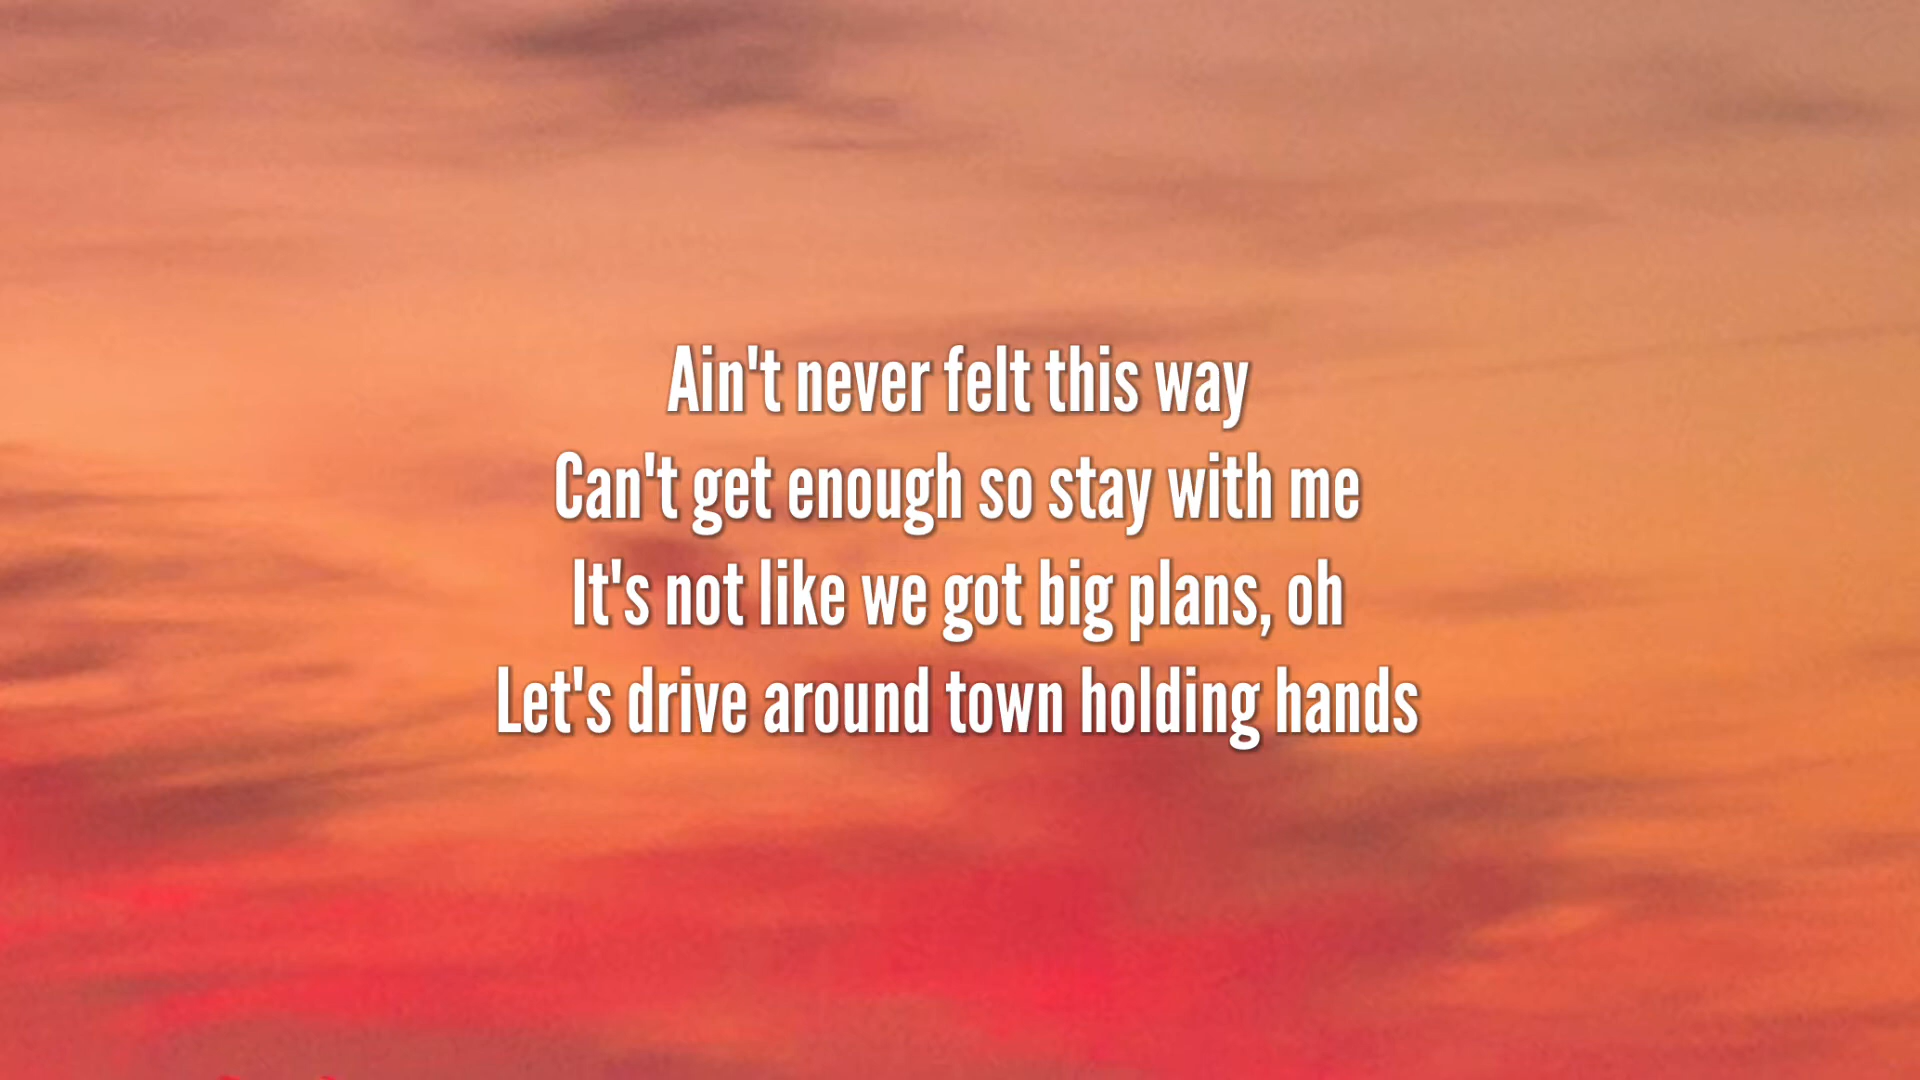 Ain't never felt this way
Can't get enough so stay with me
It's not like we got big plans, oh
Let's drive around town holding hands